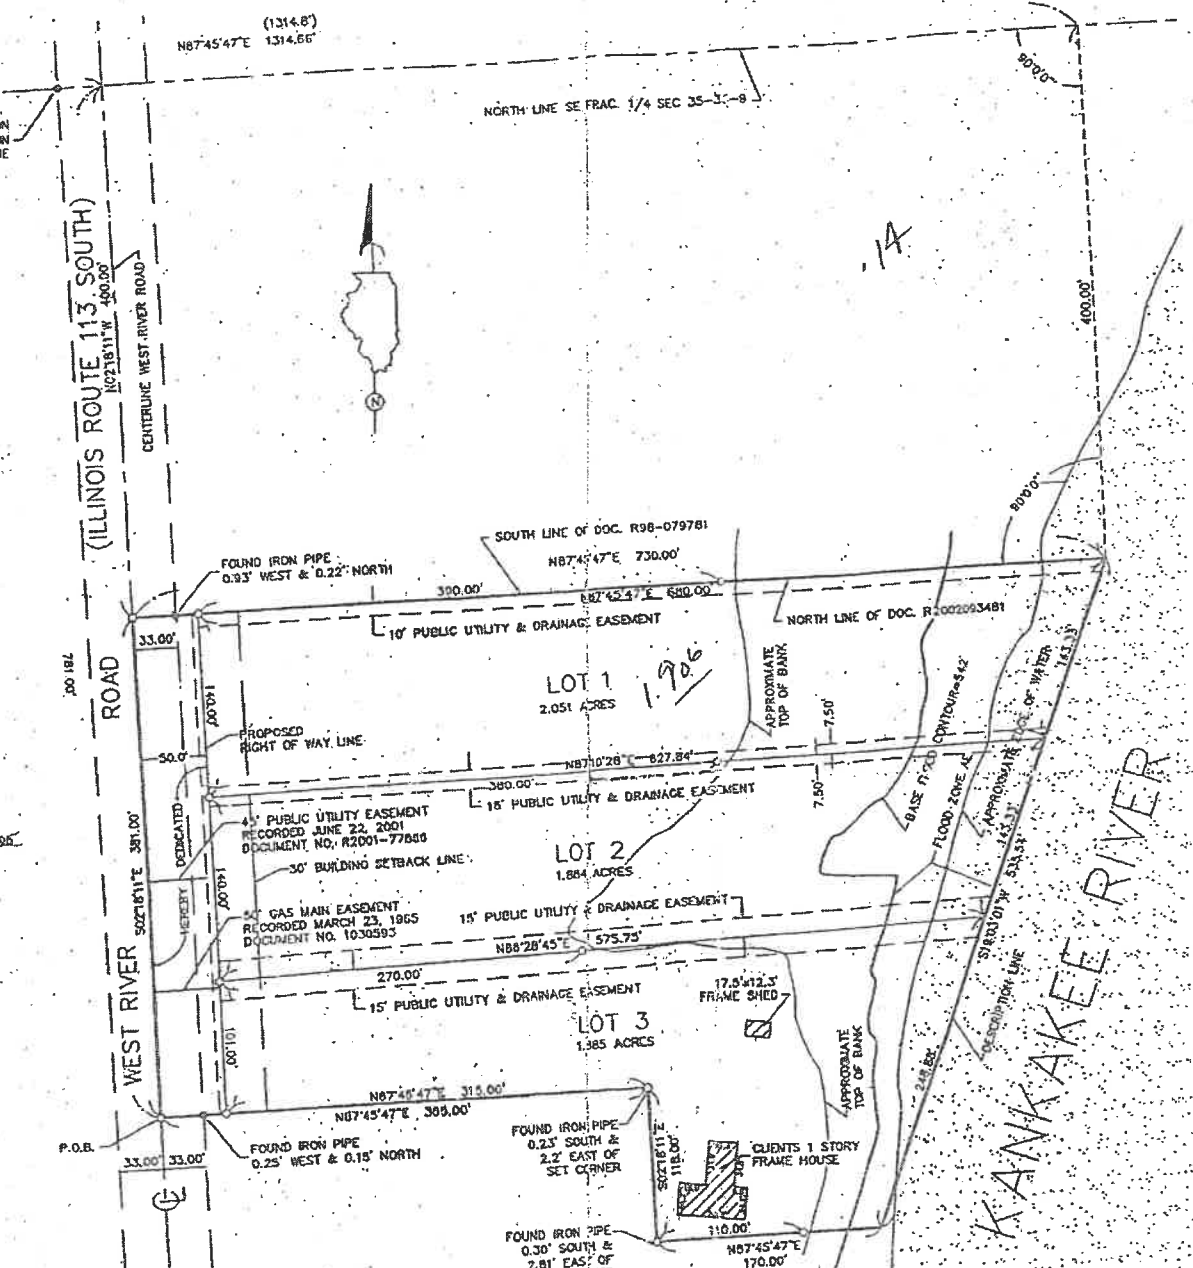 (1314.8')
N87°45'47"E 1314.66'
NORTH LINE SE FRAC. 1/4 SEC
90°0'0"
400.00'
.14
(ILLINOIS ROUTE 113 SOUTH)
N02°18'11"W 400.00'
CENTERLINE WEST RIVER ROAD
N
SOUTH LINE OF DOC. R98-079781
N87°45'47"E 730.00'
90°0'0"
FOUND IRON PIPE
0.93' WEST & 0.22' NORTH
N87°45'47"E 680.00'
NORTH LINE OF DOC. R2002093481
10' PUBLIC UTILITY & DRAINAGE EASEMENT
33.00'
781.00'
ROAD
140.00'
LOT 1
2.051 ACRES
1.906
APPROXIMATE
TOP OF BANK
7.50'
143.33'
PROPOSED
RIGHT OF WAY LINE
50.0'
N87°10'28"E 627.84'
380.00'
15' PUBLIC UTILITY & DRAINAGE EASEMENT
7.50'
BASE FLOOD CONTOUR=542'
FLOOD ZONE AE
APPROXIMATE EDGE OF WATER
143.33'
45' PUBLIC UTILITY EASEMENT
RECORDED JUNE 22, 2001
DOCUMENT NO.
HEREBY DEDICATED
S02°18'11"E 381.00'
30' BUILDING SETBACK LINE
140.00'
LOT 2
1.884 ACRES
50' GAS MAIN EASEMENT
RECORDED MARCH 23, 1965
DOCUMENT NO. 1030593
15' PUBLIC UTILITY & DRAINAGE EASEMENT
N88°28'45"E 575.75'
270.00'
S19°03'01"W
DESCRIPTION LINE
15' PUBLIC UTILITY & DRAINAGE EASEMENT
17.5'x12.3'
FRAME SHED
LOT 3
ACRES
WEST RIVER
101.00'
APPROXIMATE
TOP OF BANK
KANKAKEE RIVER
N87°45'47"E 315.00'
N87°45'47"E 365.00'
P.O.B.
FOUND IRON PIPE
0.25' WEST & 0.15' NORTH
33.00' 33.00'
FOUND IRON PIPE
0.23' SOUTH &
2.2' EAST OF
SET CORNER
S02°18'11"E
CLIENTS 1 STORY
FRAME HOUSE
110.00'
N87°45'47"E
170.00'
FOUND IRON PIPE
0.30' SOUTH &
2.81' EAST OF